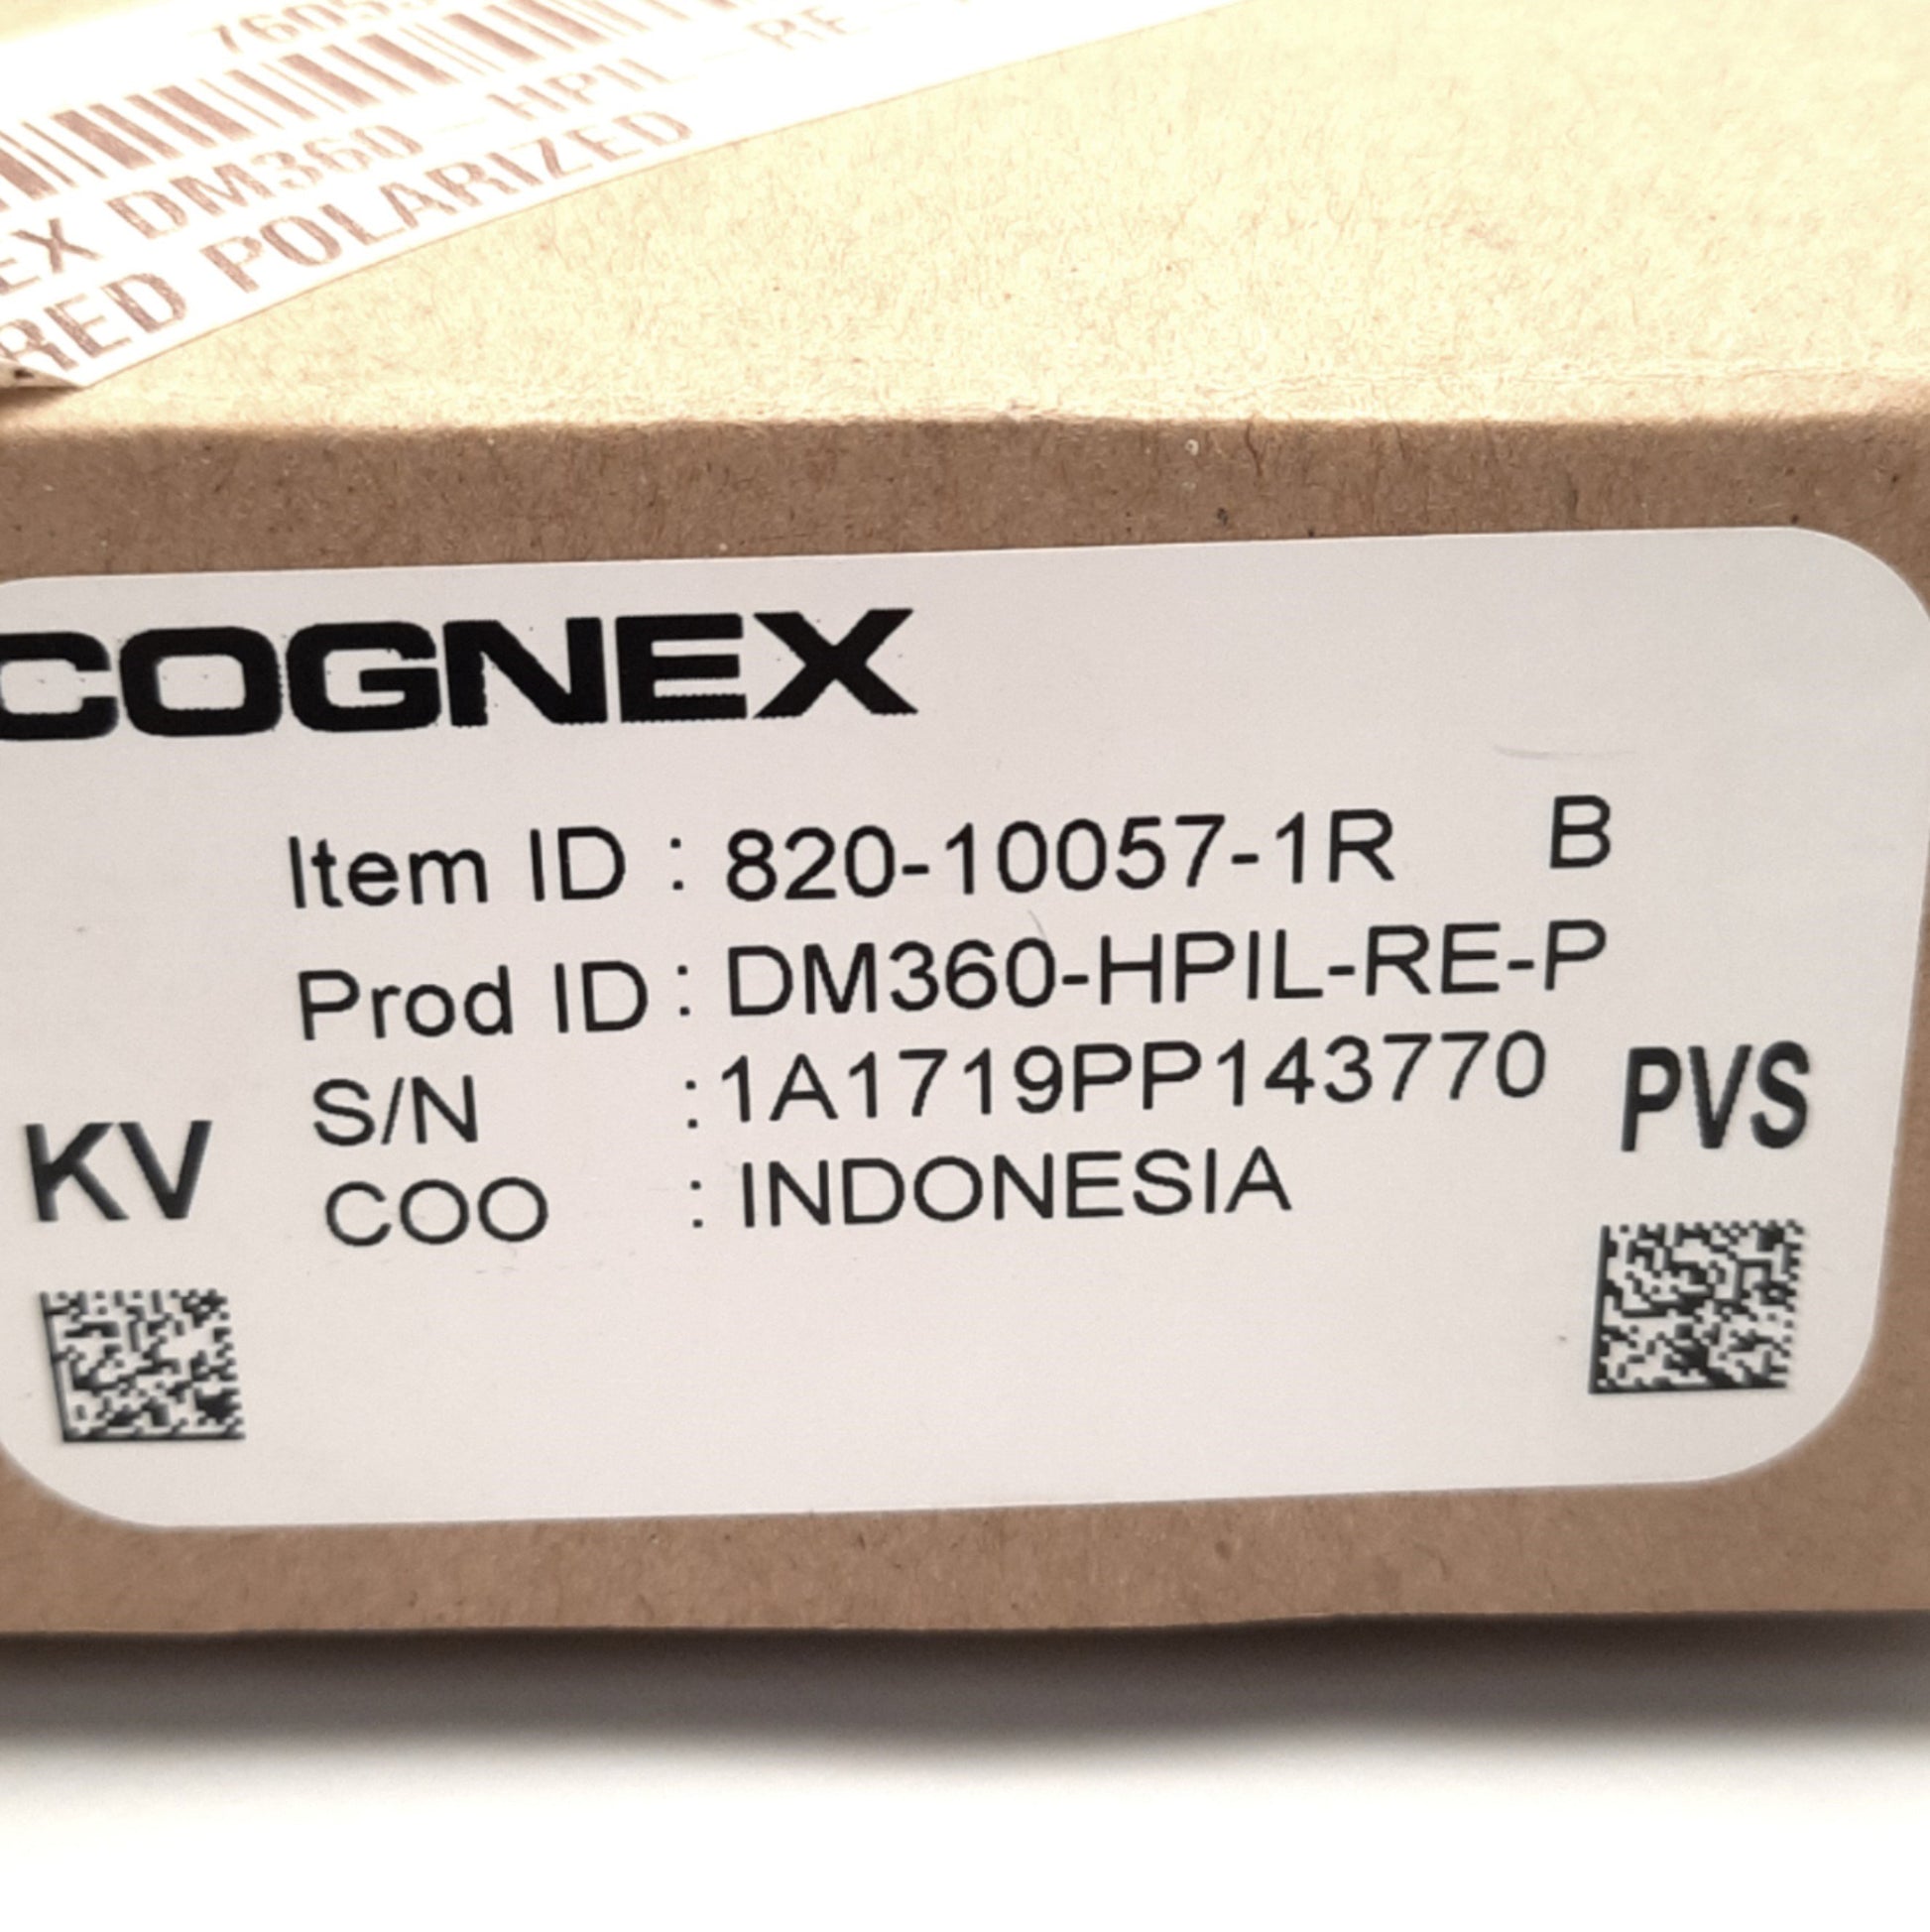 DM360-HPIL-RE
RED POLARIZED
COGNEX
Item ID : 820-10057-1R B
Prod ID : DM360-HPIL-RE-P
S/N : 1A1719PP143770
COO : INDONESIA
KV
PVS